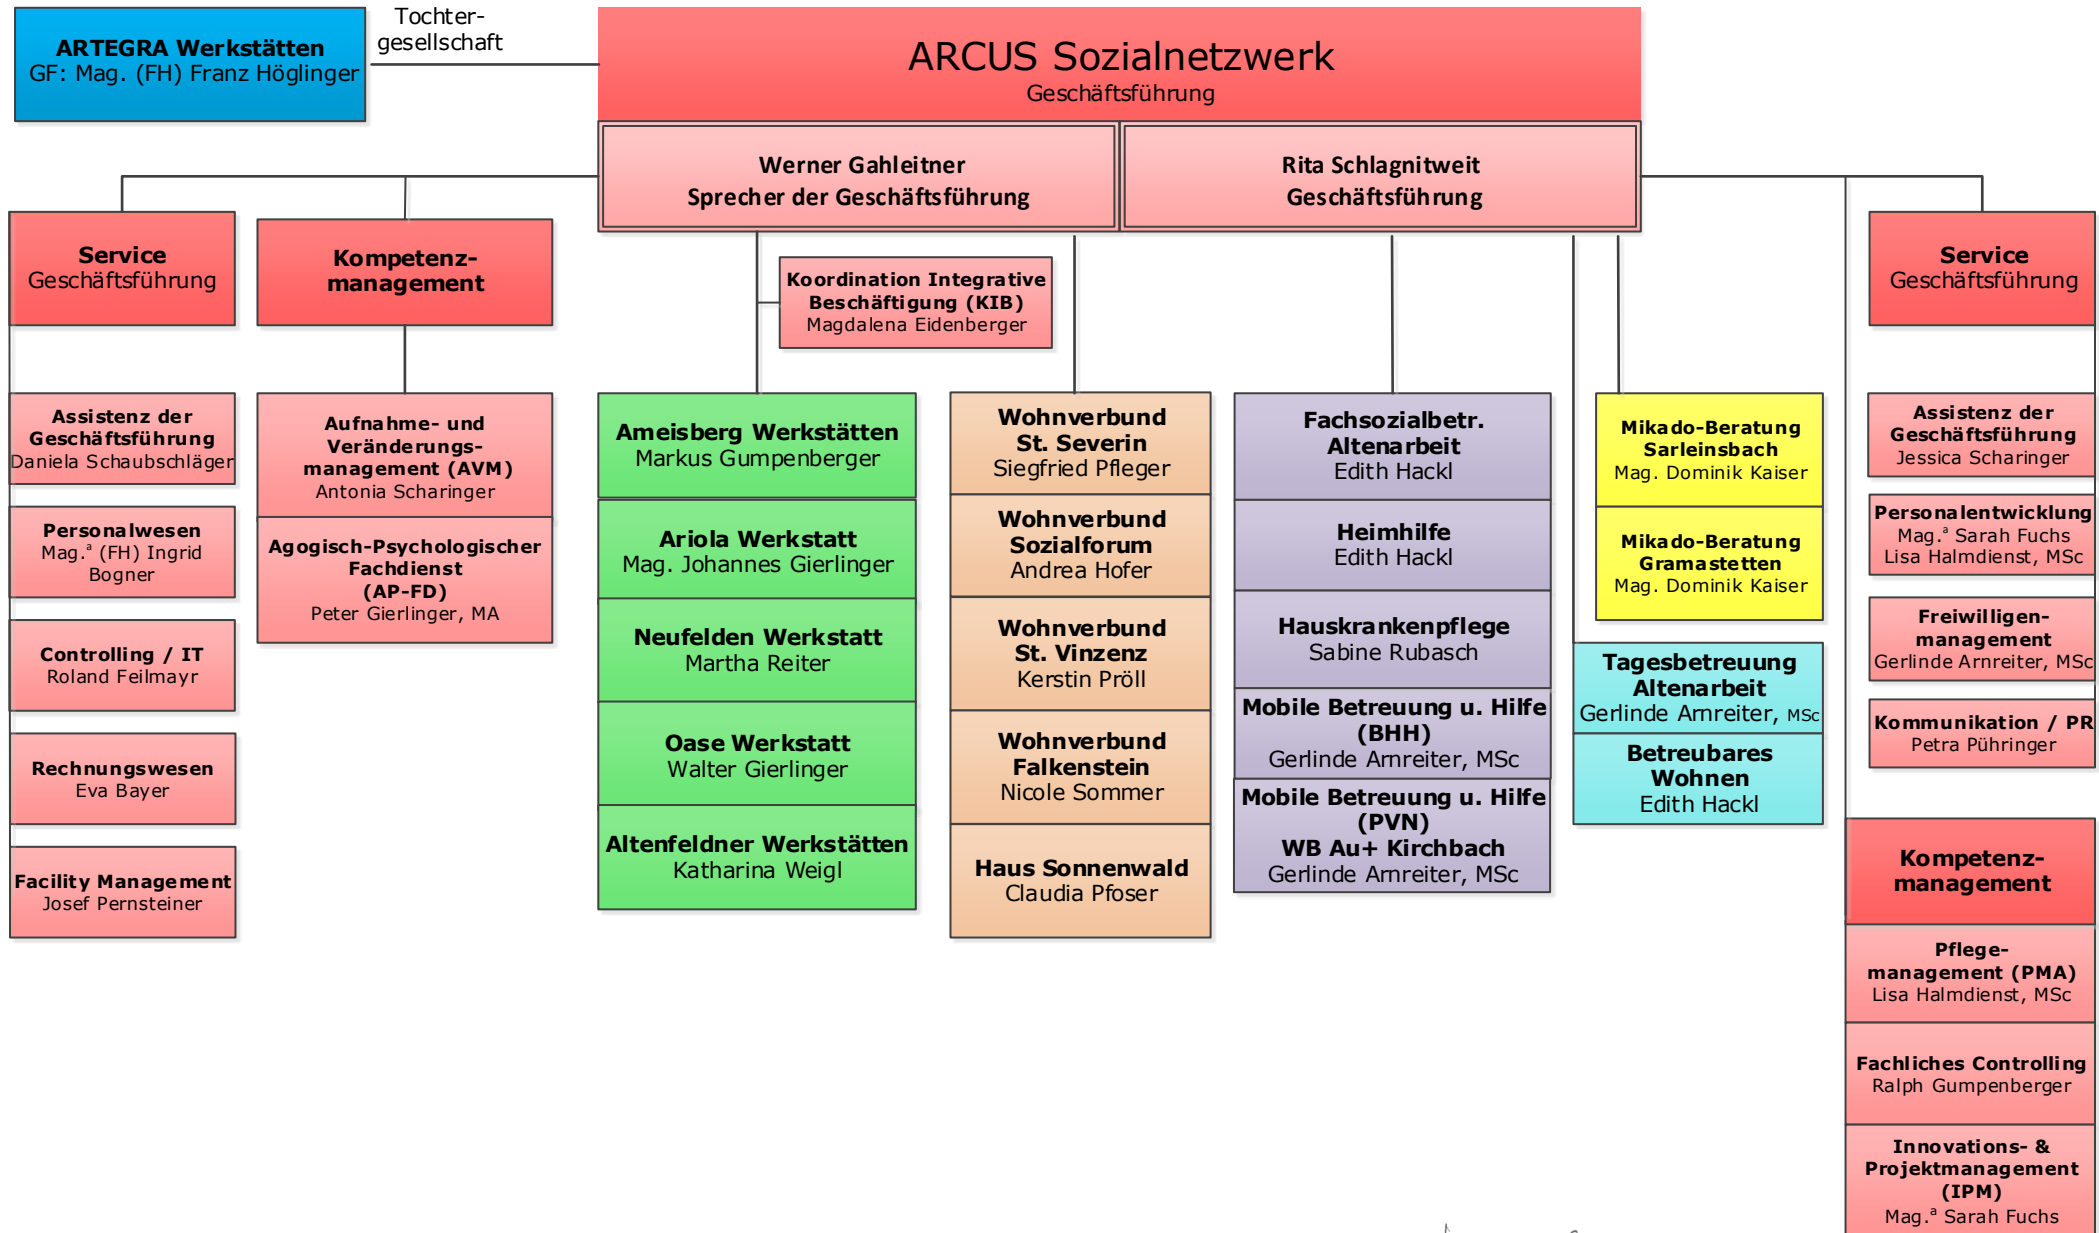 ARTEGRA Werkstätten
GF: Mag. (FH) Franz Höglinger
Tochter-
gesellschaft
ARCUS Sozialnetzwerk
Geschäftsführung
Werner Gahleitner
Sprecher der Geschäftsführung
Rita Schlagnitweit
Geschäftsführung
Service
Geschäftsführung
Kompetenz-
management
Koordination Integrative
Beschäftigung (KIB)
Magdalena Eidenberger
Service
Geschäftsführung
Assistenz der
Geschäftsführung
Daniela Schaubschläger
Personalwesen
Mag.ª (FH) Ingrid
Bogner
Controlling / IT
Roland Feilmayr
Rechnungswesen
Eva Bayer
Facility Management
Josef Pernsteiner
Aufnahme- und
Veränderungs-
management (AVM)
Antonia Scharinger
Agogisch-Psychologischer
Fachdienst
(AP-FD)
Peter Gierlinger, MA
Ameisberg Werkstätten
Markus Gumpenberger
Ariola Werkstatt
Mag. Johannes Gierlinger
Neufelden Werkstatt
Martha Reiter
Oase Werkstatt
Walter Gierlinger
Altenfeldner Werkstätten
Katharina Weigl
Wohnverbund
St. Severin
Siegfried Pfleger
Wohnverbund
Sozialforum
Andrea Hofer
Wohnverbund
St. Vinzenz
Kerstin Pröll
Wohnverbund
Falkenstein
Nicole Sommer
Haus Sonnenwald
Claudia Pfoser
Fachsozialbetr.
Altenarbeit
Edith Hackl
Heimhilfe
Edith Hackl
Hauskrankenpflege
Sabine Rubasch
Mobile Betreuung u. Hilfe
(BHH)
Gerlinde Arnreiter, MSc
Mobile Betreuung u. Hilfe
(PVN)
WB Au+ Kirchbach
Gerlinde Arnreiter, MSc
Mikado-Beratung
Sarleinsbach
Mag. Dominik Kaiser
Mikado-Beratung
Gramastetten
Mag. Dominik Kaiser
Tagesbetreuung
Altenarbeit
Gerlinde Arnreiter, MSc
Betreubares
Wohnen
Edith Hackl
Assistenz der
Geschäftsführung
Jessica Scharinger
Personalentwicklung
Mag.ª Sarah Fuchs
Lisa Halmdienst, MSc
Freiwilligen-
management
Gerlinde Arnreiter, MSc
Kommunikation / PR
Petra Pühringer
Kompetenz-
management
Pflege-
management (PMA)
Lisa Halmdienst, MSc
Fachliches Controlling
Ralph Gumpenberger
Innovations- &
Projektmanagement
(IPM)
Mag.ª Sarah Fuchs